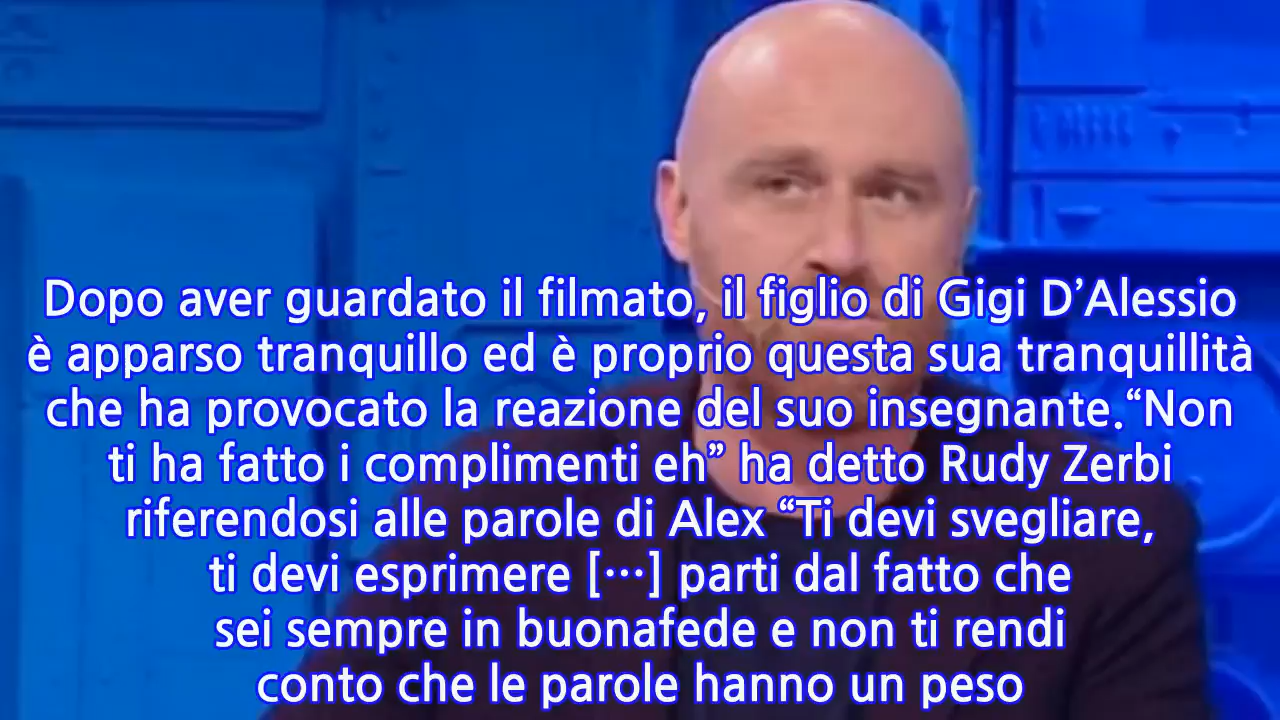 Dopo aver guardato il filmato, il figlio di Gigi D’Alessio
è apparso tranquillo ed è proprio questa sua tranquillità
che ha provocato la reazione del suo insegnante.“Non
ti ha fatto i complimenti eh” ha detto Rudy Zerbi
riferendosi alle parole di Alex “Ti devi svegliare,
ti devi esprimere […] parti dal fatto che
sei sempre in buonafede e non ti rendi
conto che le parole hanno un peso